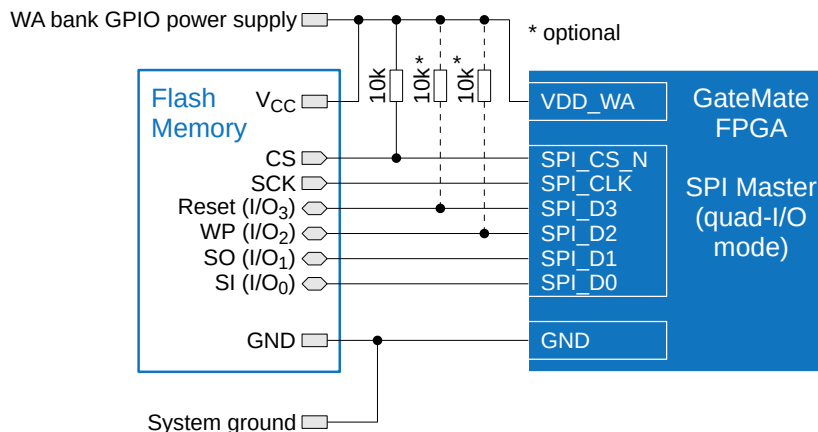 WA bank GPIO power supply
* optional
10k
10k*
10k*
Flash
Memory
VCC
CS
SCK
Reset (I/O3)
WP (I/O2)
SO (I/O1)
SI (I/O0)
GND
System ground
VDD_WA
SPI_CS_N
SPI_CLK
SPI_D3
SPI_D2
SPI_D1
SPI_D0
GND
GateMate
FPGA
SPI Master
(quad-I/O
mode)